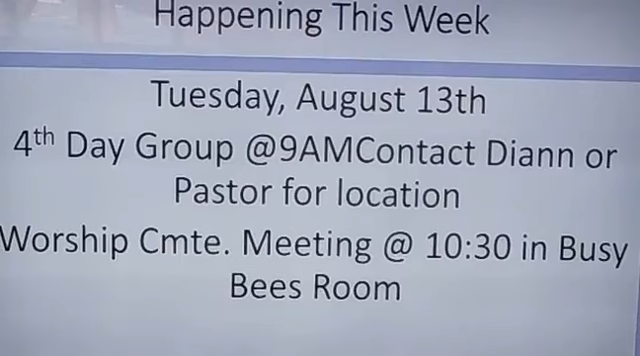 Happening This Week
Tuesday, August 13th
4th Day Group @9AMContact Diann or
Pastor for location
Worship Cmte. Meeting @ 10:30 in Busy
Bees Room